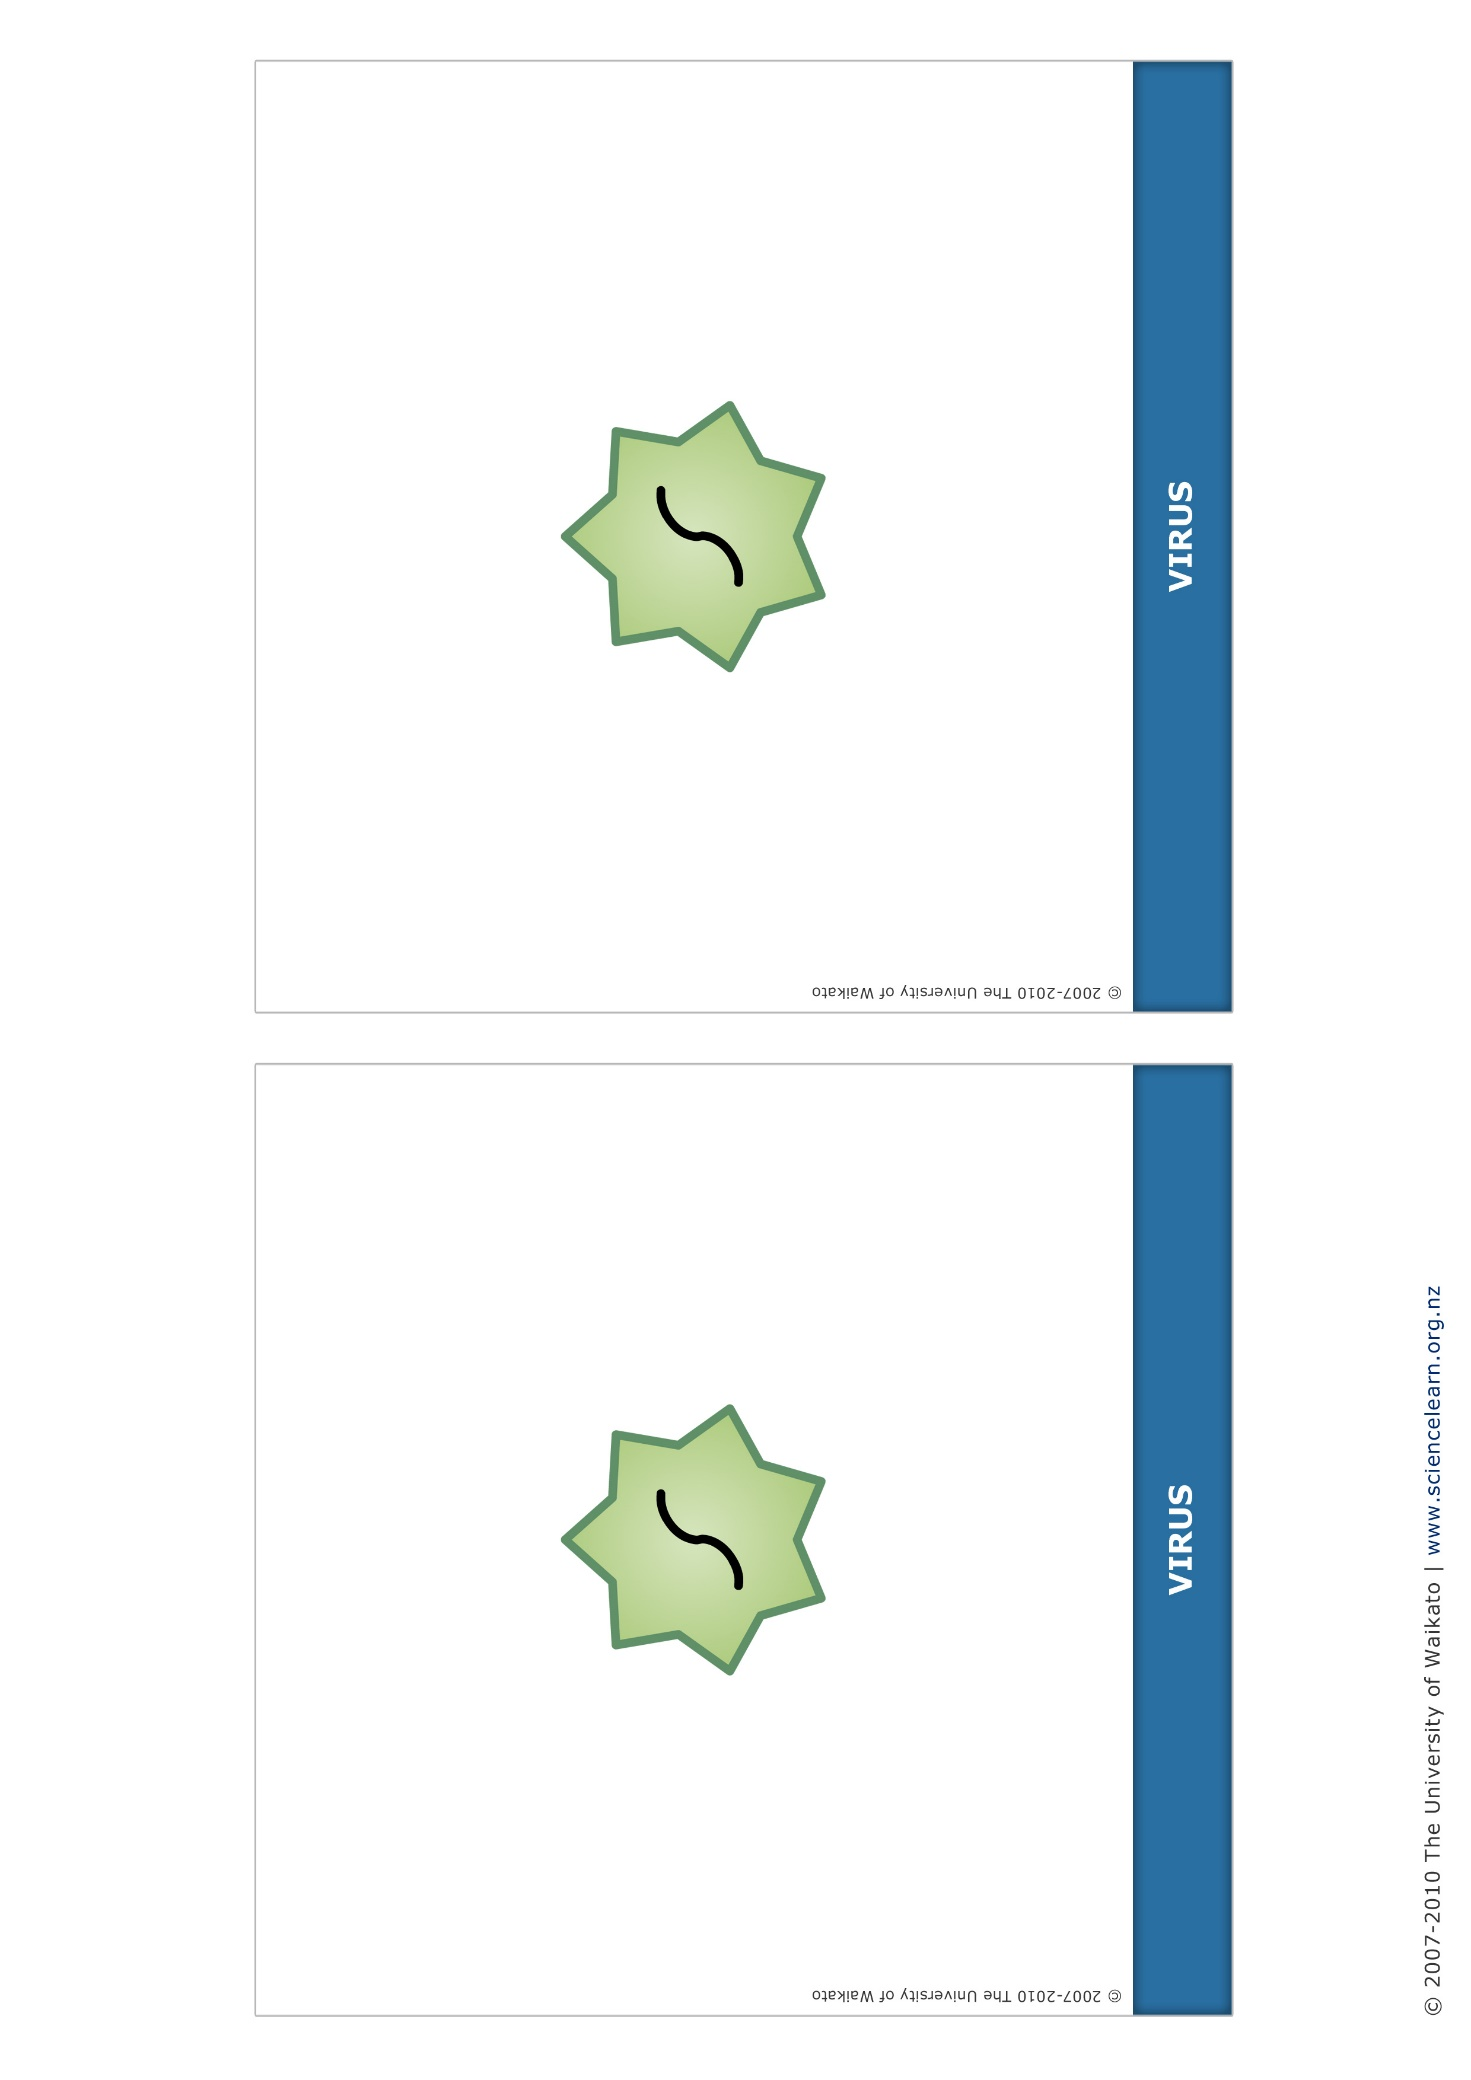 VIRUS
© 2007-2010 The University of Waikato
VIRUS
© 2007-2010 The University of Waikato
© 2007-2010 The University of Waikato | www.sciencelearn.org.nz